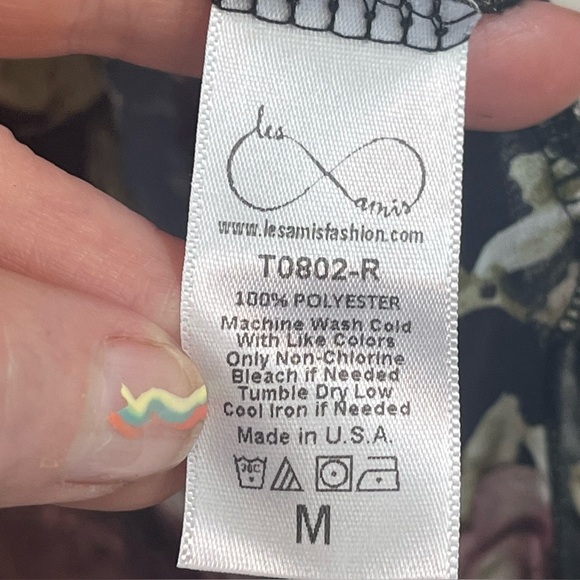 les
amis
www.lesamisfashion.com
T0802-R
100% POLYESTER
Machine Wash Cold
With Like Colors
Only Non-Chlorine
Bleach if Needed
Tumble Dry Low
Cool Iron if Needed
Made in U.S.A.
30C
M